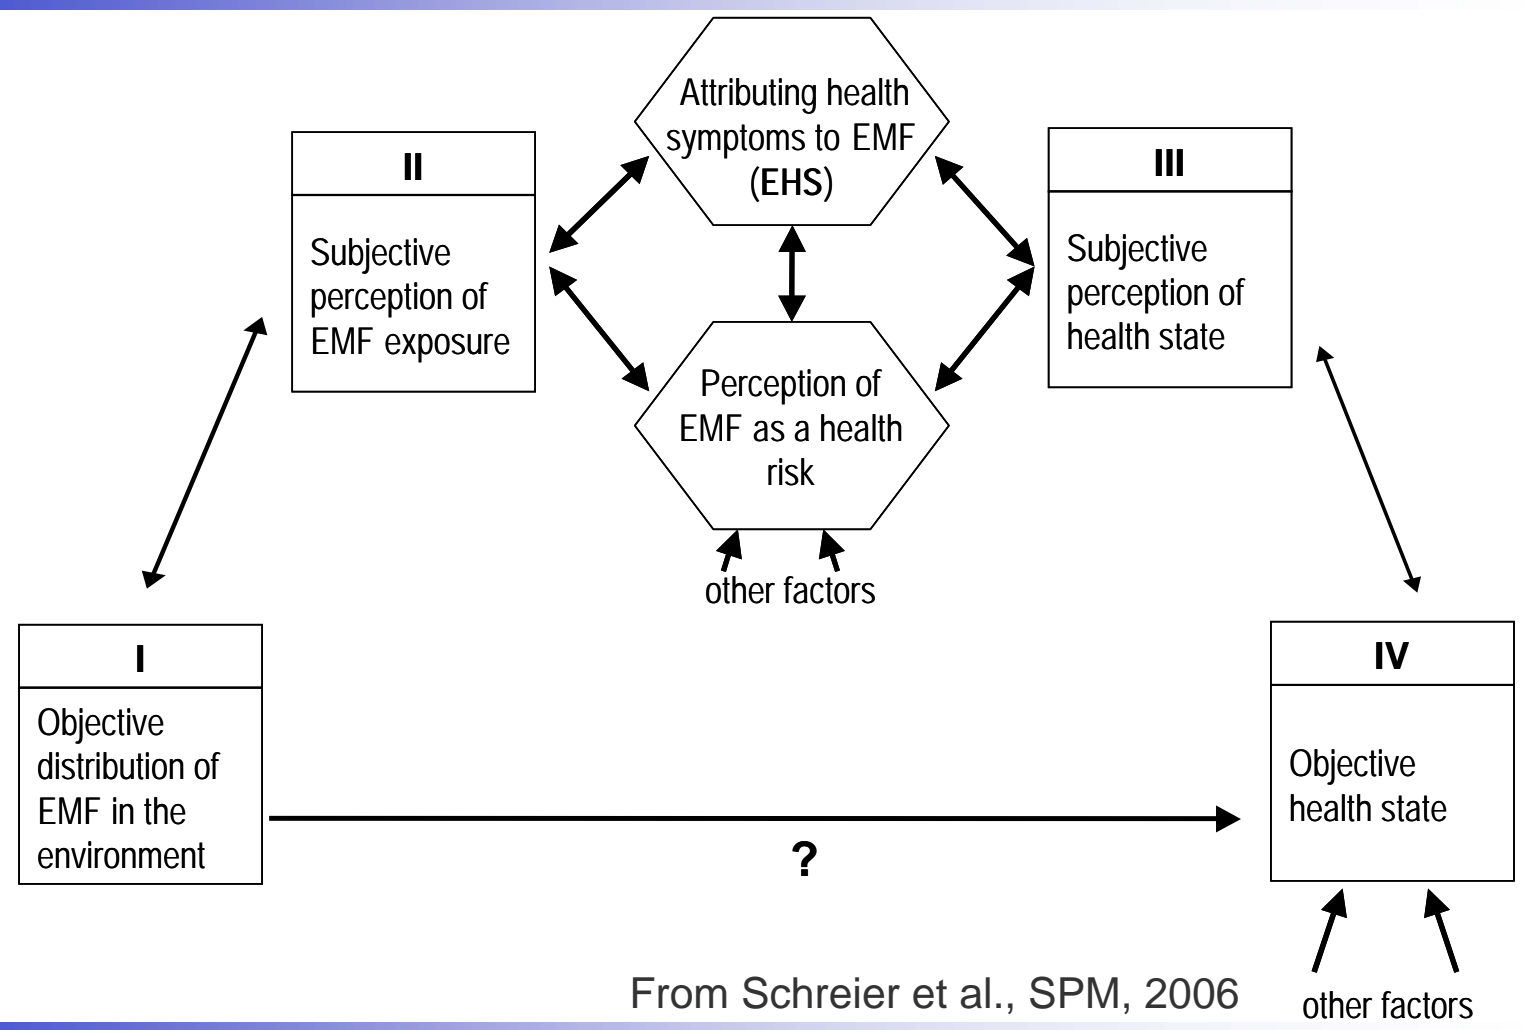 Attributing health
symptoms to EMF
(EHS)
II
Subjective
perception of
EMF exposure
III
Subjective
perception of
health state
Perception of
EMF as a health
risk
other factors
I
Objective
distribution of
EMF in the
environment
?
IV
Objective
health state
other factors
From Schreier et al., SPM, 2006